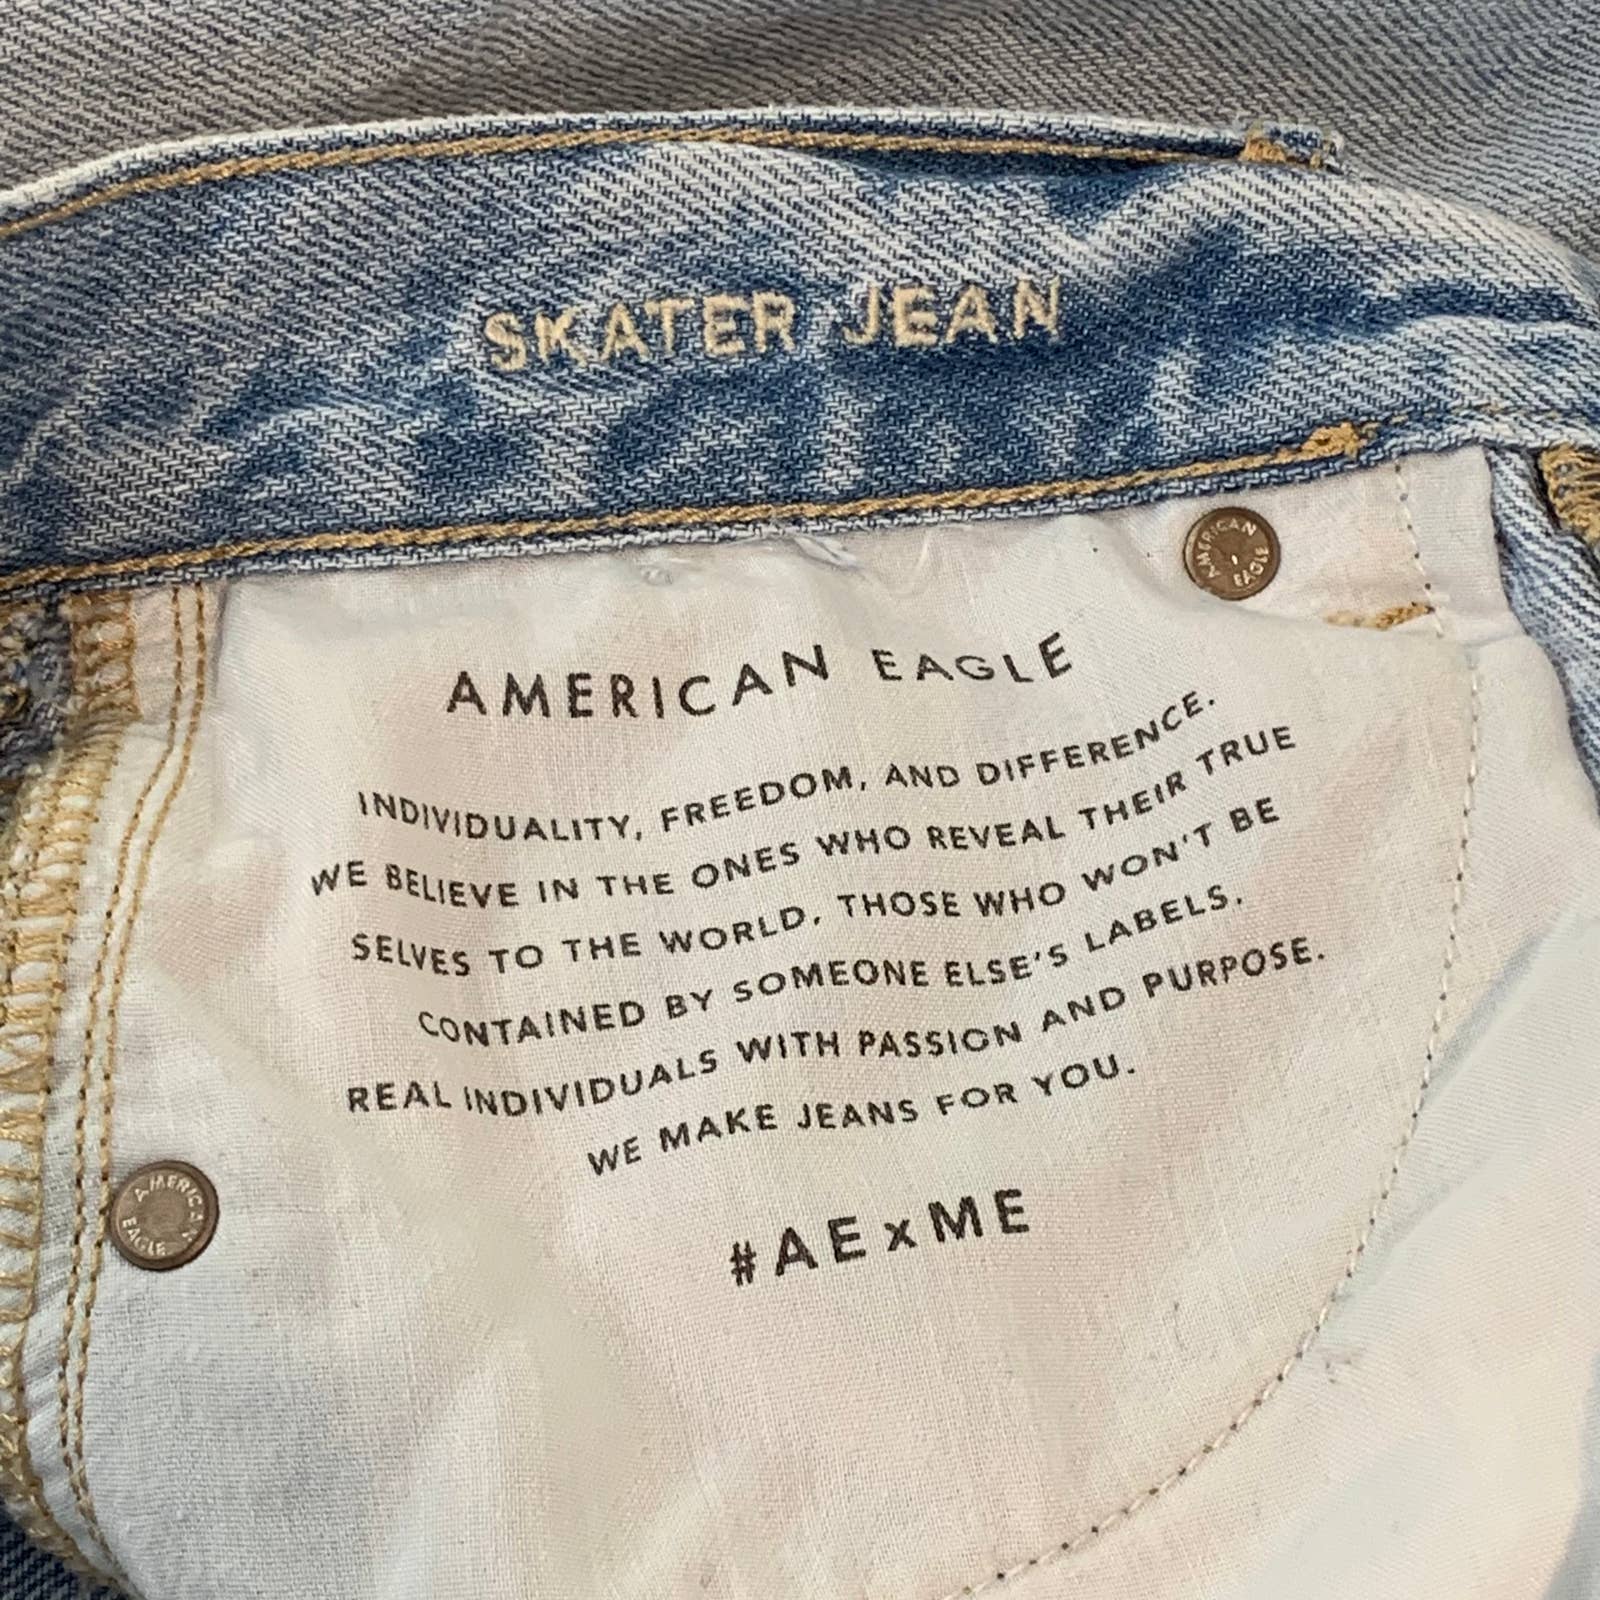 SKATER JEAN
AMERICAN
EAGLE
AMERICAN EAGLE
INDIVIDUALITY, FREEDOM, AND DIFFERENCE.
WE BELIEVE IN THE ONES WHO REVEAL THEIR TRUE
SELVES TO THE WORLD. THOSE WHO WON'T BE
CONTAINED BY SOMEONE ELSE'S LABELS.
REAL INDIVIDUALS WITH PASSION AND PURPOSE.
WE MAKE JEANS FOR YOU.
#AExME
AMERICAN
EAGLE